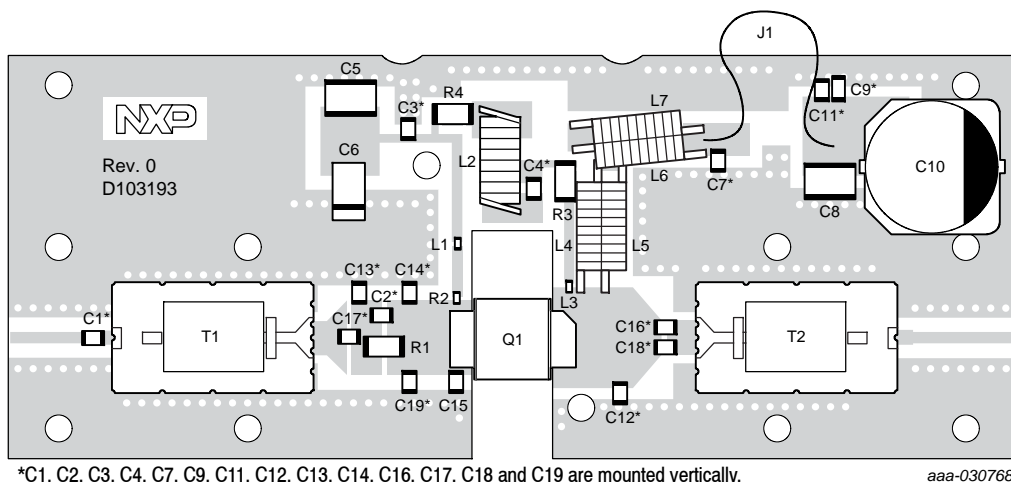 J1
C5
C3*
R4
L7
C9*
C11*
NXP
Rev. 0
D103193
C6
L2
C4*
L6
C7*
C10
R3
C8
L1
L4
L5
C13*
C14*
L3
C1*
C2*
R2
T1
C17*
R1
Q1
C16*
T2
C18*
C19*
C15
C12*
*C1, C2, C3, C4, C7, C9, C11, C12, C13, C14, C16, C17, C18 and C19 are mounted vertically.
aaa-030768